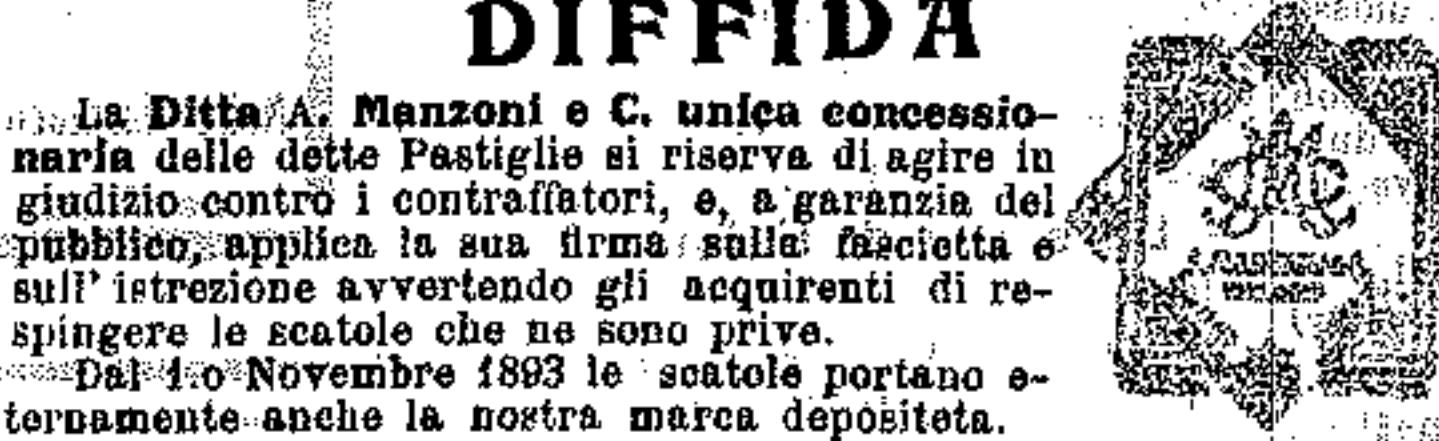 DIFFIDA
La Ditta A. Manzoni e C. unica concessio-
naria delle dette Pastiglie si riserva di agire in
giudizio contro i contraffatori, e, a garanzia del
pubblico, applica la sua firma sulla fascietta e
sull' istrezione avvertendo gli acquirenti di re-
spingere le scatole che ne sono prive.
Dal 1.o Novembre 1893 le scatole portano e-
ternamente anche la nostra marca depositeta.